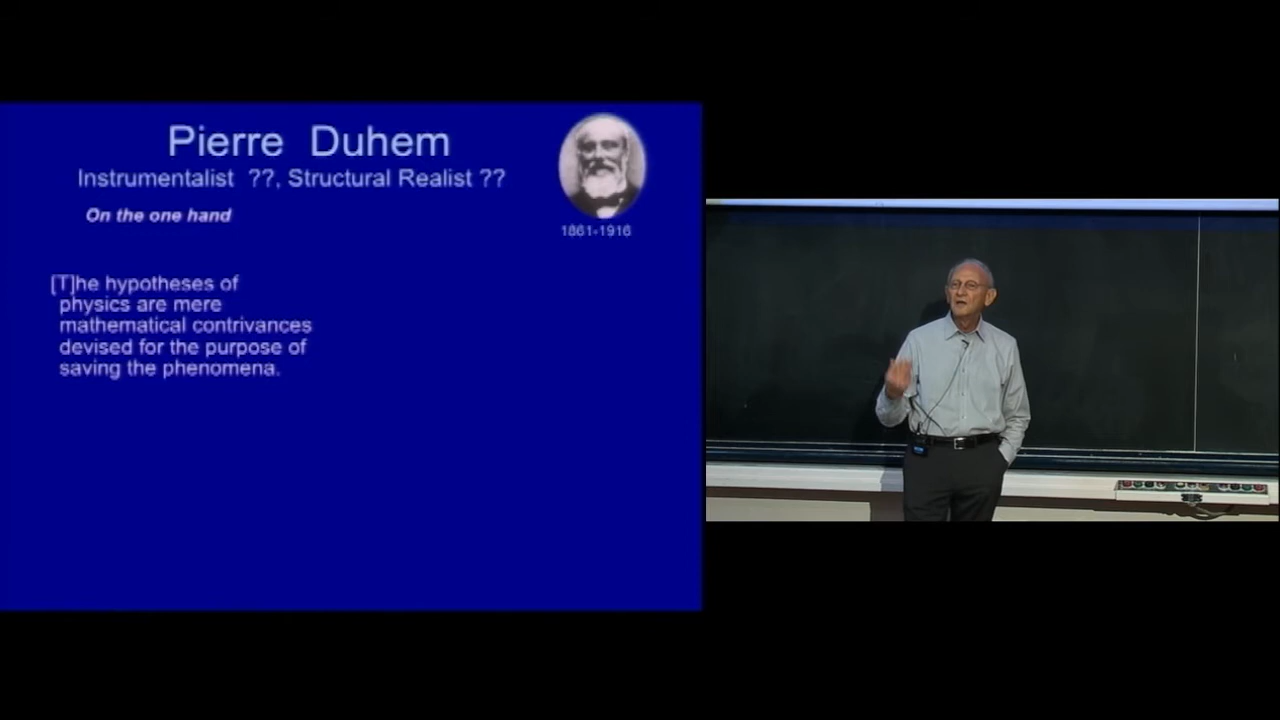 Pierre Duhem
Instrumentalist ??, Structural Realist ??
On the one hand
1861-1916
[T]he hypotheses of
physics are mere
mathematical contrivances
devised for the purpose of
saving the phenomena.